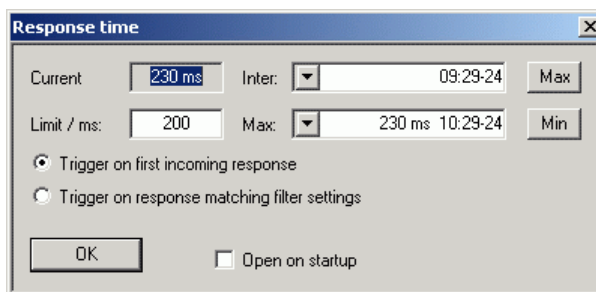 Response time
Current 230 ms Inter: 09:29-24 Max
Limit / ms: 200 Max: 230 ms 10:29-24 Min
Trigger on first incoming response
Trigger on response matching filter settings
OK Open on startup